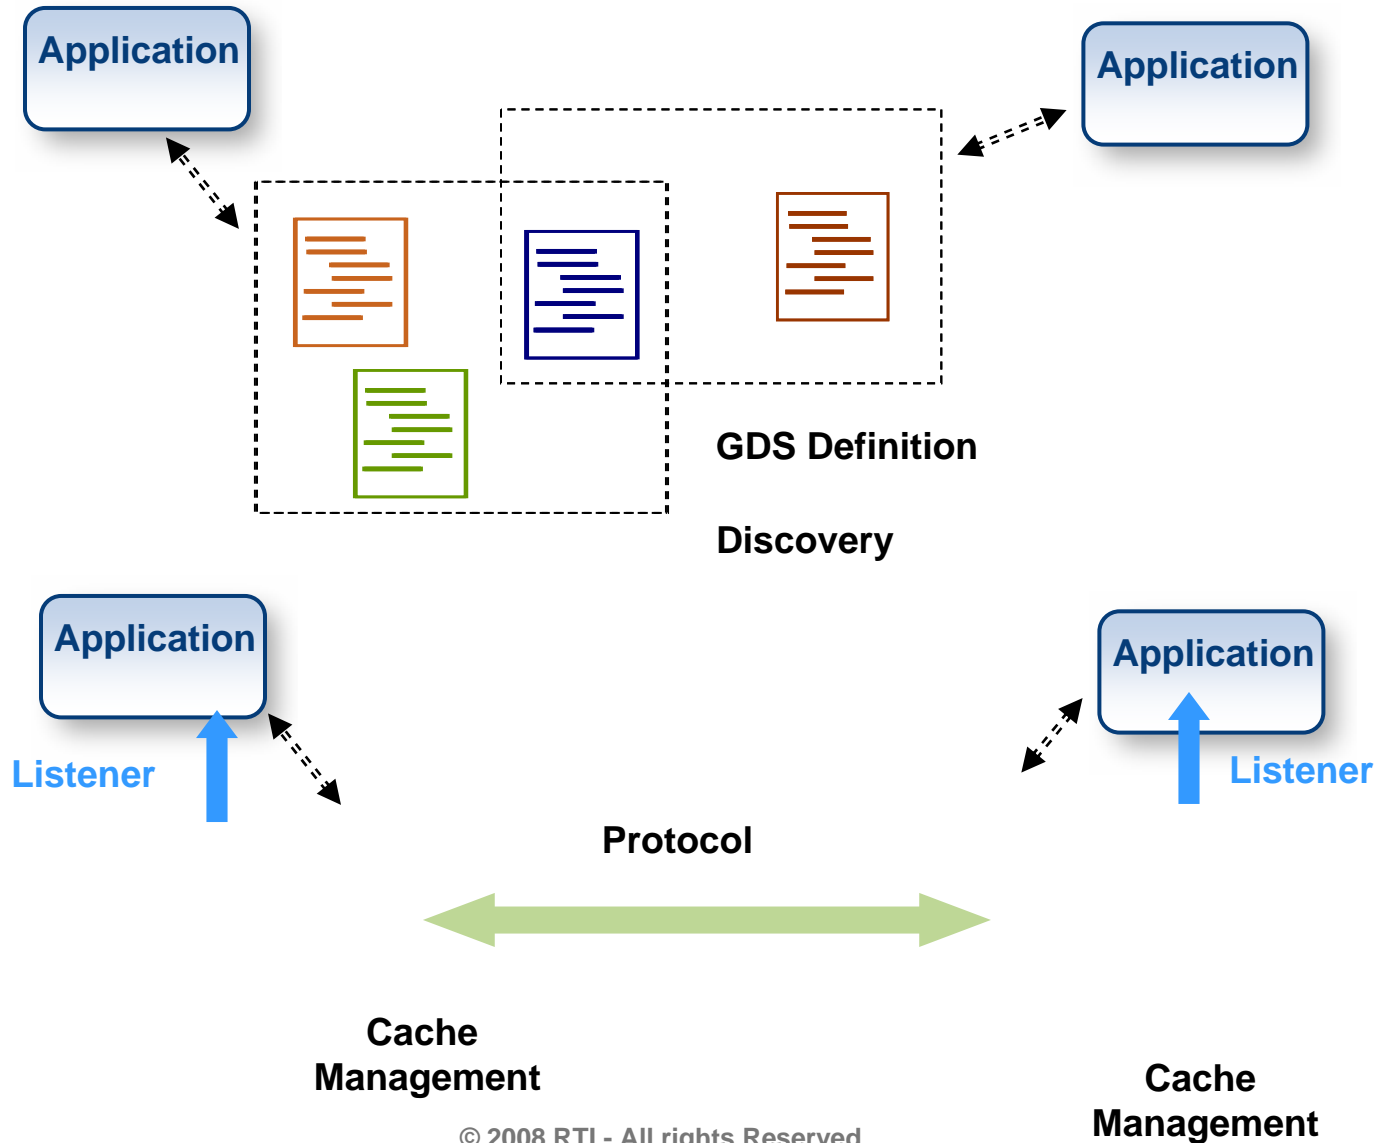 Application
Application
GDS Definition
Discovery
Application
Application
Listener
Listener
Protocol
Cache
Management
Cache
Management
© 2008 RTI - All rights Reserved